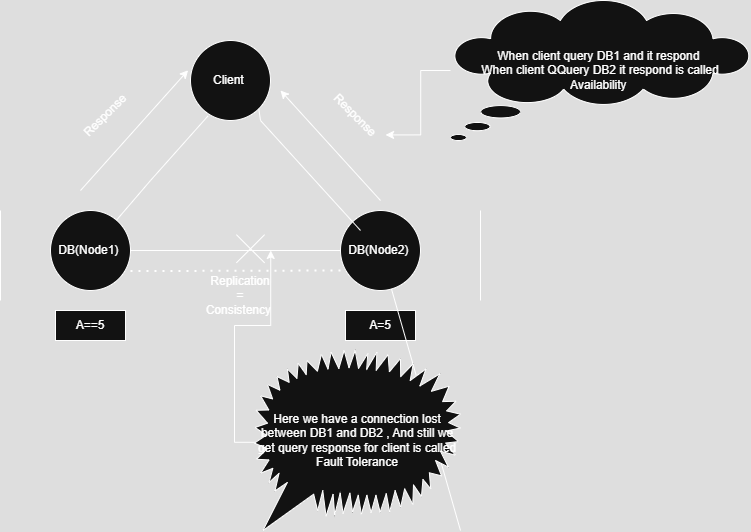 When client query DB1 and it respond
When client QQuery DB2 it respond is called
Availability
Client
Response
Response
DB(Node1)
DB(Node2)
Replication
=
Consistency
A==5
A=5
Here we have a connection lost
between DB1 and DB2 , And still we
get query response for client is called
Fault Tolerance